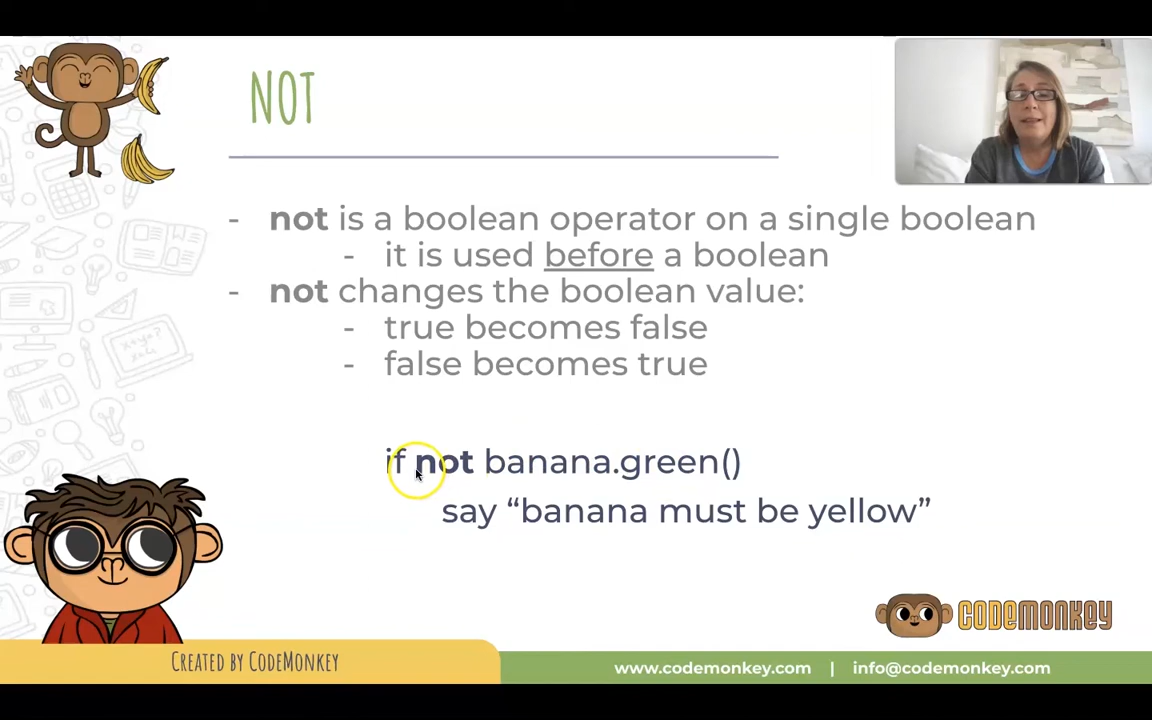 NOT
- not is a boolean operator on a single boolean
- it is used before a boolean
- not changes the boolean value:
- true becomes false
- false becomes true
if not banana.green()
say “banana must be yellow”
CODEMONKEY
Created by CodeMonkey
www.codemonkey.com | info@codemonkey.com